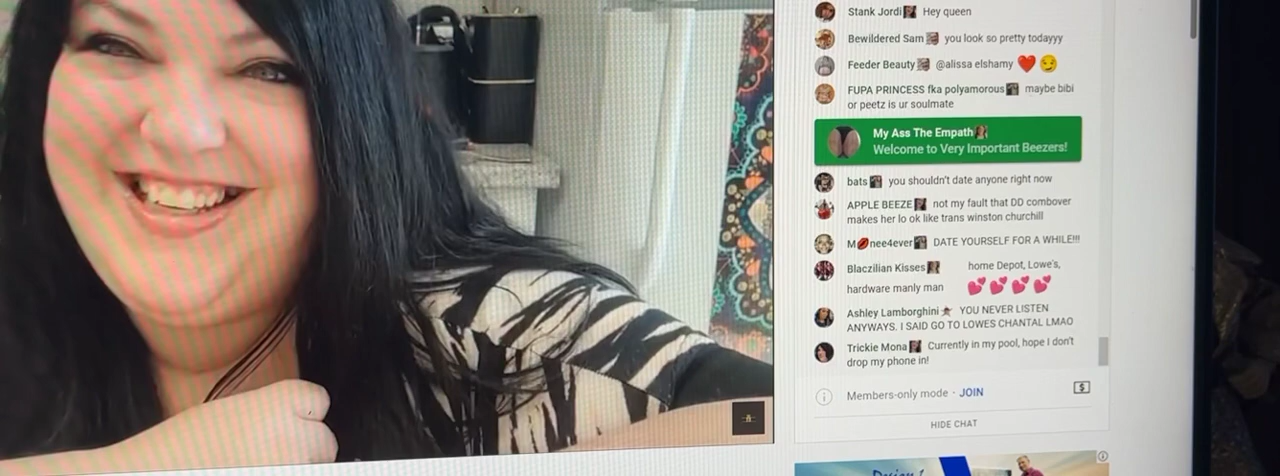 Stank Jordi Hey queen
Bewildered Sam you look so pretty todayyy
Feeder Beauty @alissa elshamy
FUPA PRINCESS fka polyamorous maybe bibi
or peetz is ur soulmate
My Ass The Empath
Welcome to Very Important Beezers!
bats you shouldn't date anyone right now
APPLE BEEZE not my fault that DD combover
makes her lo ok like trans winston churchill
M💋nee4ever DATE YOURSELF FOR A WHILE!!!
Blaczilian Kisses home Depot, Lowe's,
hardware manly man
Ashley Lamborghini YOU NEVER LISTEN
ANYWAYS. I SAID GO TO LOWES CHANTAL LMAO
Trickie Mona Currently in my pool, hope I don't
drop my phone in!
Members-only mode · JOIN
HIDE CHAT